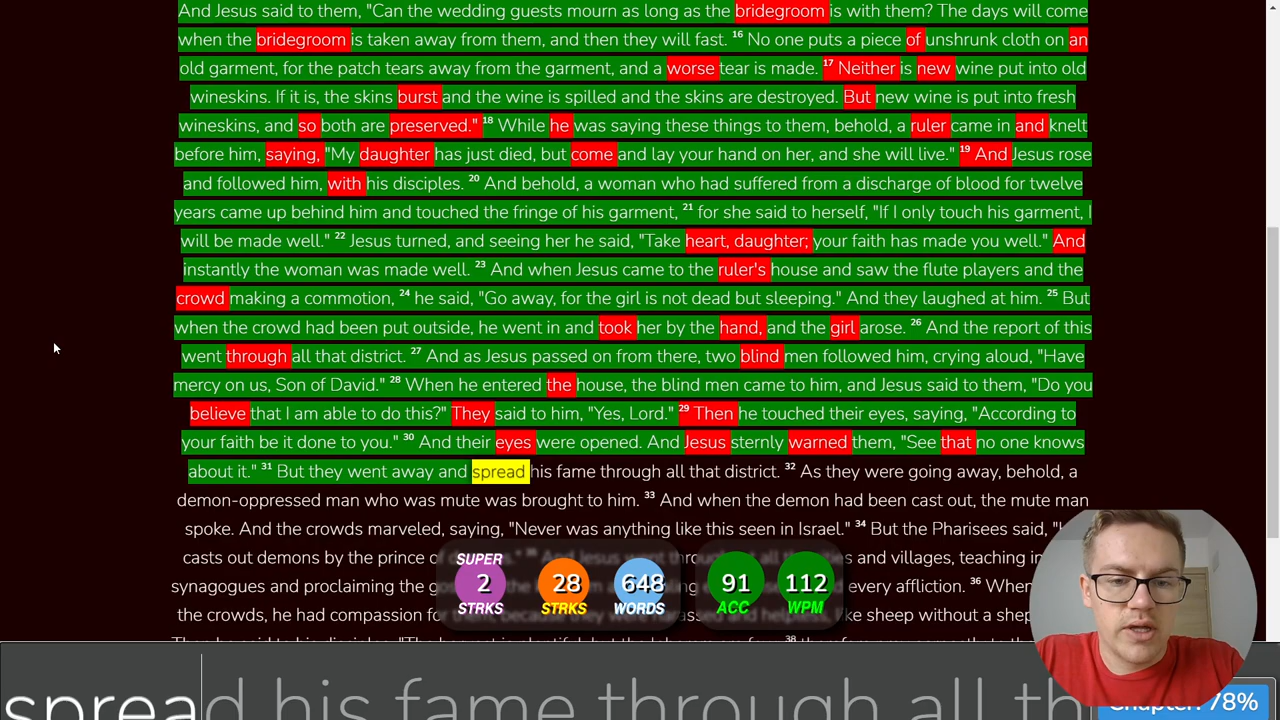 And Jesus said to them, "Can the wedding guests mourn as long as the bridegroom is with them? The days will come
when the bridegroom is taken away from them, and then they will fast. 16 No one puts a piece of unshrunk cloth on an
old garment, for the patch tears away from the garment, and a worse tear is made. 17 Neither is new wine put into old
wineskins. If it is, the skins burst and the wine is spilled and the skins are destroyed. But new wine is put into fresh
wineskins, and so both are preserved." 18 While he was saying these things to them, behold, a ruler came in and knelt
before him, saying, "My daughter has just died, but come and lay your hand on her, and she will live." 19 And Jesus rose
and followed him, with his disciples. 20 And behold, a woman who had suffered from a discharge of blood for twelve
years came up behind him and touched the fringe of his garment, 21 for she said to herself, "If I only touch his garment, I
will be made well." 22 Jesus turned, and seeing her he said, "Take heart, daughter; your faith has made you well." And
instantly the woman was made well. 23 And when Jesus came to the ruler's house and saw the flute players and the
crowd making a commotion, 24 he said, "Go away, for the girl is not dead but sleeping." And they laughed at him. 25 But
when the crowd had been put outside, he went in and took her by the hand, and the girl arose. 26 And the report of this
went through all that district. 27 And as Jesus passed on from there, two blind men followed him, crying aloud, "Have
mercy on us, Son of David." 28 When he entered the house, the blind men came to him, and Jesus said to them, "Do you
believe that I am able to do this?" They said to him, "Yes, Lord." 29 Then he touched their eyes, saying, "According to
your faith be it done to you." 30 And their eyes were opened. And Jesus sternly warned them, "See that no one knows
about it." 31 But they went away and spread his fame through all that district. 32 As they were going away, behold, a
demon-oppressed man who was mute was brought to him. 33 And when the demon had been cast out, the mute man
spoke. And the crowds marveled, saying, "Never was anything like this seen in Israel." 34 But the Pharisees said,
casts out demons by the prince of and villages, teaching in
synagogues and proclaiming the every affliction. 36 When
the crowds, he had compassion for like sheep without a
38
SUPER
2
STRKS
28
STRKS
648
WORDS
91
ACC
112
WPM
spread his fame through all th
Chapter 78%